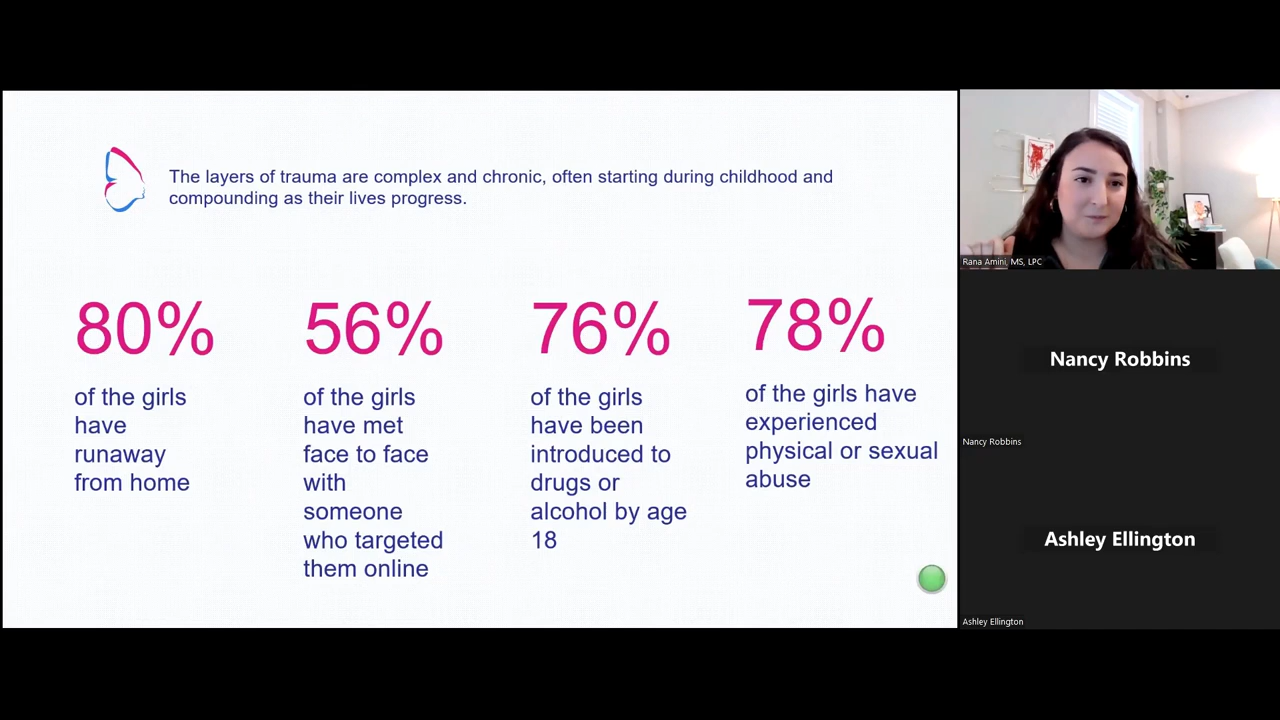 The layers of trauma are complex and chronic, often starting during childhood and
compounding as their lives progress.
80%
of the girls
have
runaway
from home
56%
of the girls
have met
face to face
with
someone
who targeted
them online
76%
of the girls
have been
introduced to
drugs or
alcohol by age
18
78%
of the girls have
experienced
physical or sexual
abuse
Rana Amini, MS, LPC
Nancy Robbins
Nancy Robbins
Ashley Ellington
Ashley Ellington